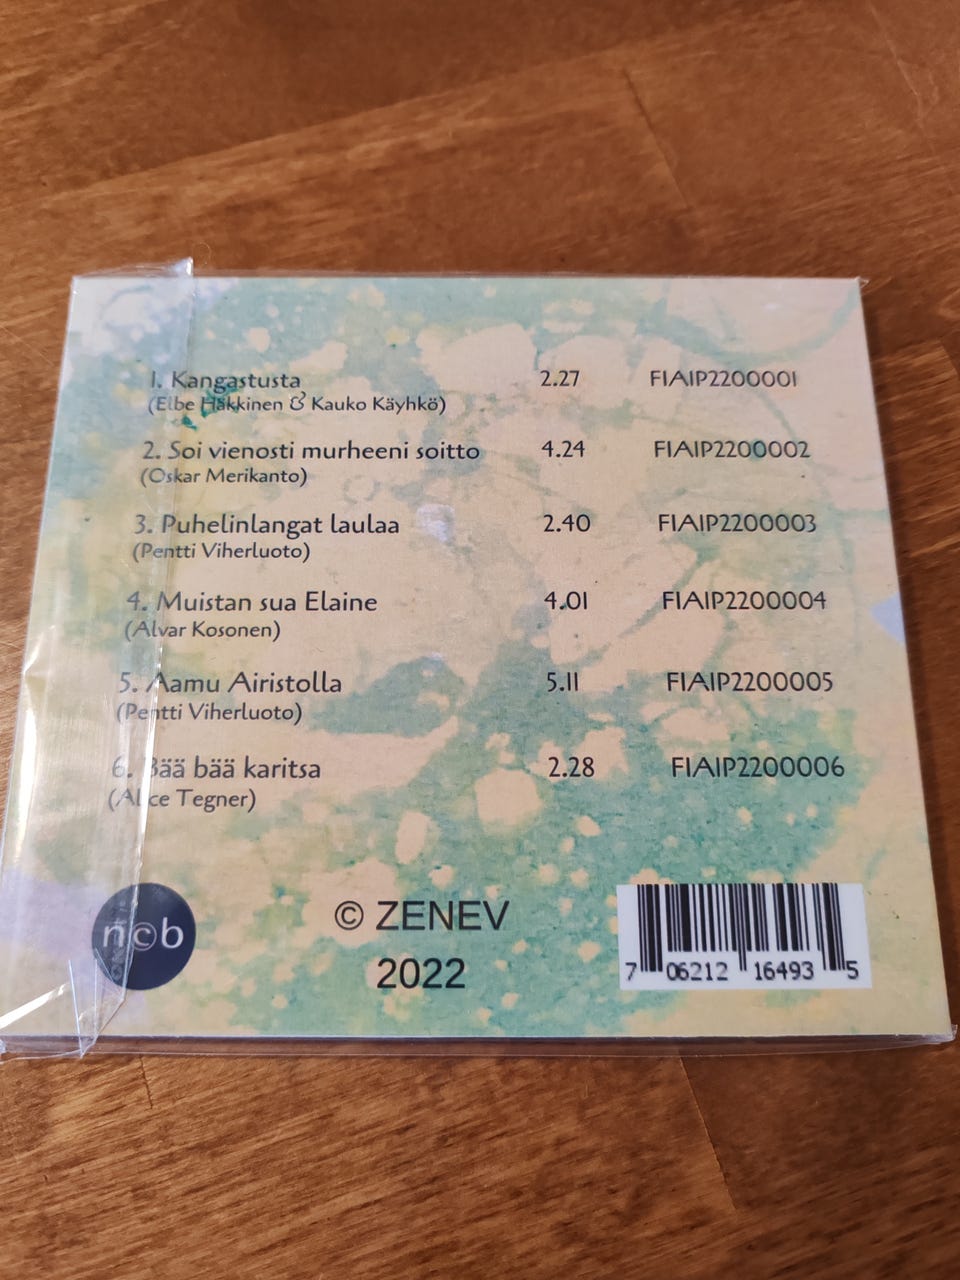 1. Kangastusta 2.27 FIAIP2200001
(Elbe Häkkinen & Kauko Käyhkö)
2. Soi vienosti murheeni soitto 4.24 FIAIP2200002
(Oskar Merikanto)
3. Puhelinlangat laulaa 2.40 FIAIP2200003
(Pentti Viherluoto)
4. Muistan sua Elaine 4.01 FIAIP2200004
(Alvar Kosonen)
5. Aamu Airistolla 5.11 FIAIP2200005
(Pentti Viherluoto)
6. Bää bää karitsa 2.28 FIAIP2200006
(Alice Tegner)
n©b
© ZENEV
2022
7 06212 16493 5